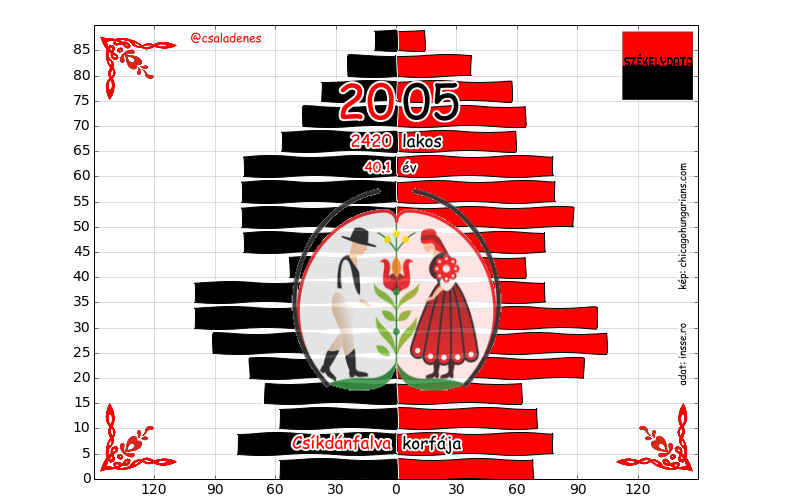 @csaladenes
SZÉKELYDATA
2005
2420 lakos
40.1 év
kép: chicagohungarians.com
adat: insse.ro
Csíkdánfalva korfája
85
80
75
70
65
60
55
50
45
40
35
30
25
20
15
10
5
0
120 90 60 30 0 30 60 90 120